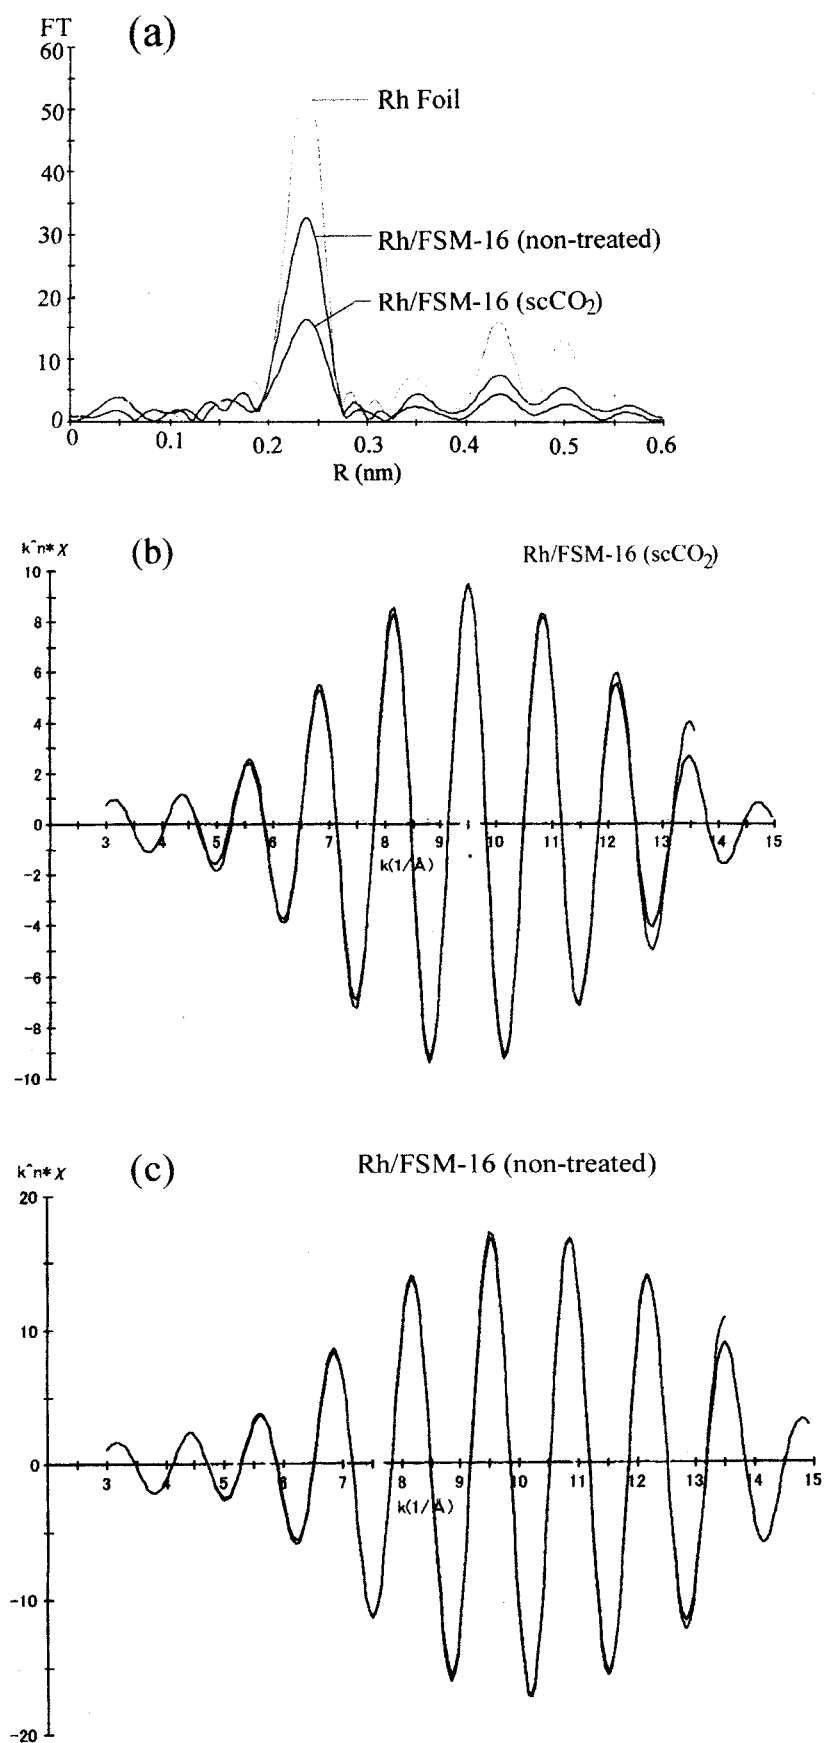 FT
(a)
60
50
40
30
20
10
0
Rh Foil
Rh/FSM-16 (non-treated)
Rh/FSM-16 (scCO₂)
0 0.1 0.2 0.3 0.4 0.5 0.6
R (nm)
k^n*χ
(b)
Rh/FSM-16 (scCO₂)
10
8
6
4
2
0
-2
-4
-6
-8
-10
3 4 5 6 7 8 9 10 11 12 13 14 15
k(1/Å)
k^n*χ
(c)
Rh/FSM-16 (non-treated)
20
10
0
-10
-20
3 4 5 6 7 8 9 10 11 12 13 14 15
k(1/Å)